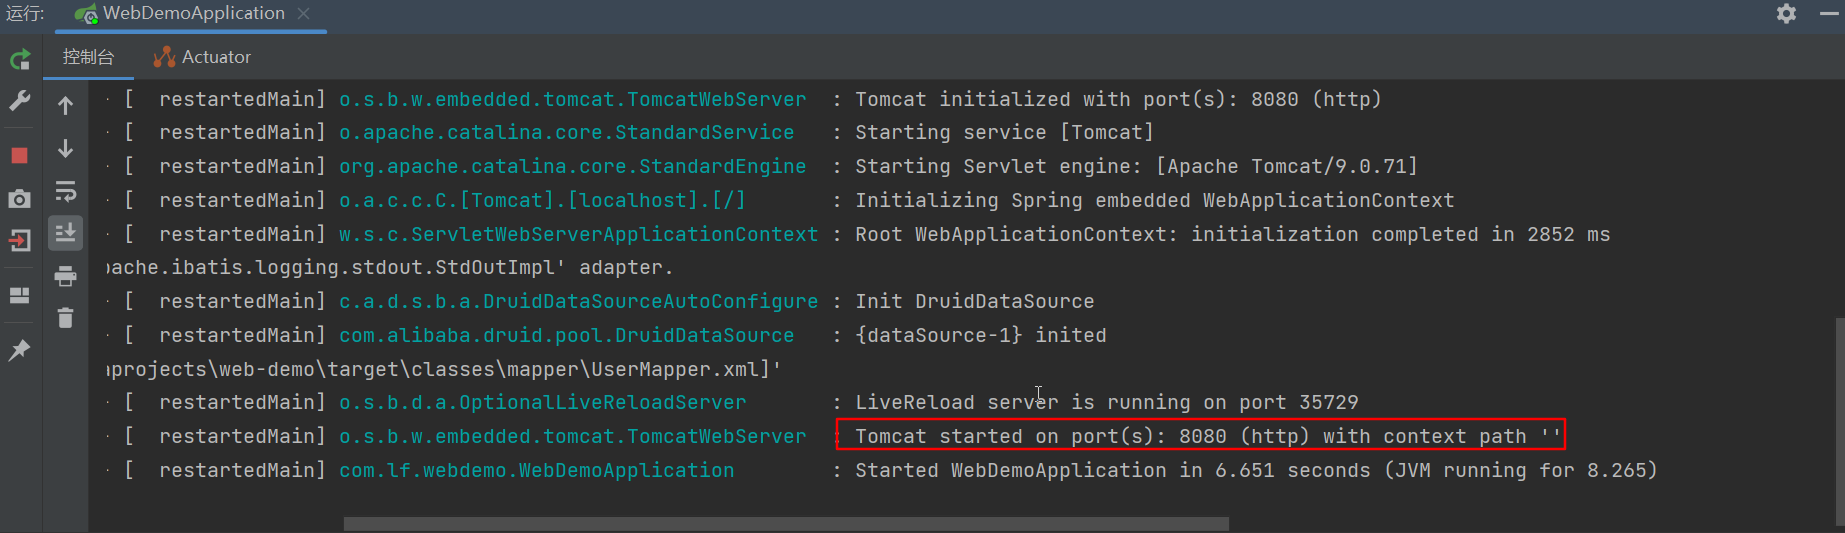 运行: WebDemoApplication
控制台 Actuator
[  restartedMain] o.s.b.w.embedded.tomcat.TomcatWebServer  : Tomcat initialized with port(s): 8080 (http)
[  restartedMain] o.apache.catalina.core.StandardService   : Starting service [Tomcat]
[  restartedMain] org.apache.catalina.core.StandardEngine  : Starting Servlet engine: [Apache Tomcat/9.0.71]
[  restartedMain] o.a.c.c.C.[Tomcat].[localhost].[/]       : Initializing Spring embedded WebApplicationContext
[  restartedMain] w.s.c.ServletWebServerApplicationContext : Root WebApplicationContext: initialization completed in 2852 ms
pache.ibatis.logging.stdout.StdOutImpl' adapter.
[  restartedMain] c.a.d.s.b.a.DruidDataSourceAutoConfigure : Init DruidDataSource
[  restartedMain] com.alibaba.druid.pool.DruidDataSource   : {dataSource-1} inited
projects\web-demo\target\classes\mapper\UserMapper.xml]'
[  restartedMain] o.s.b.d.a.OptionalLiveReloadServer       : LiveReload server is running on port 35729
[  restartedMain] o.s.b.w.embedded.tomcat.TomcatWebServer  : Tomcat started on port(s): 8080 (http) with context path ''
[  restartedMain] com.lf.webdemo.WebDemoApplication        : Started WebDemoApplication in 6.651 seconds (JVM running for 8.265)